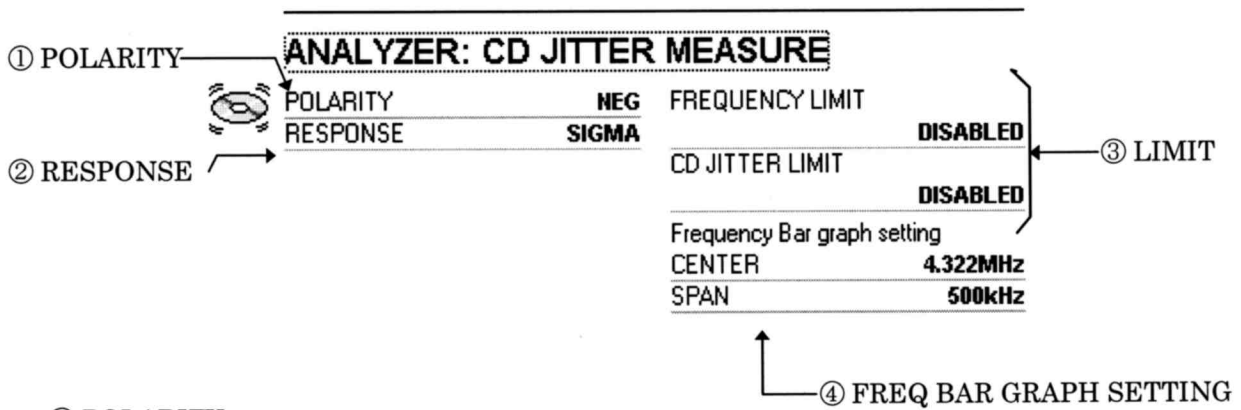 ANALYZER: CD JITTER MEASURE
① POLARITY
POLARITY NEG
RESPONSE SIGMA
② RESPONSE
FREQUENCY LIMIT
DISABLED
CD JITTER LIMIT
DISABLED
③ LIMIT
Frequency Bar graph setting
CENTER 4.322MHz
SPAN 500kHz
④ FREQ BAR GRAPH SETTING